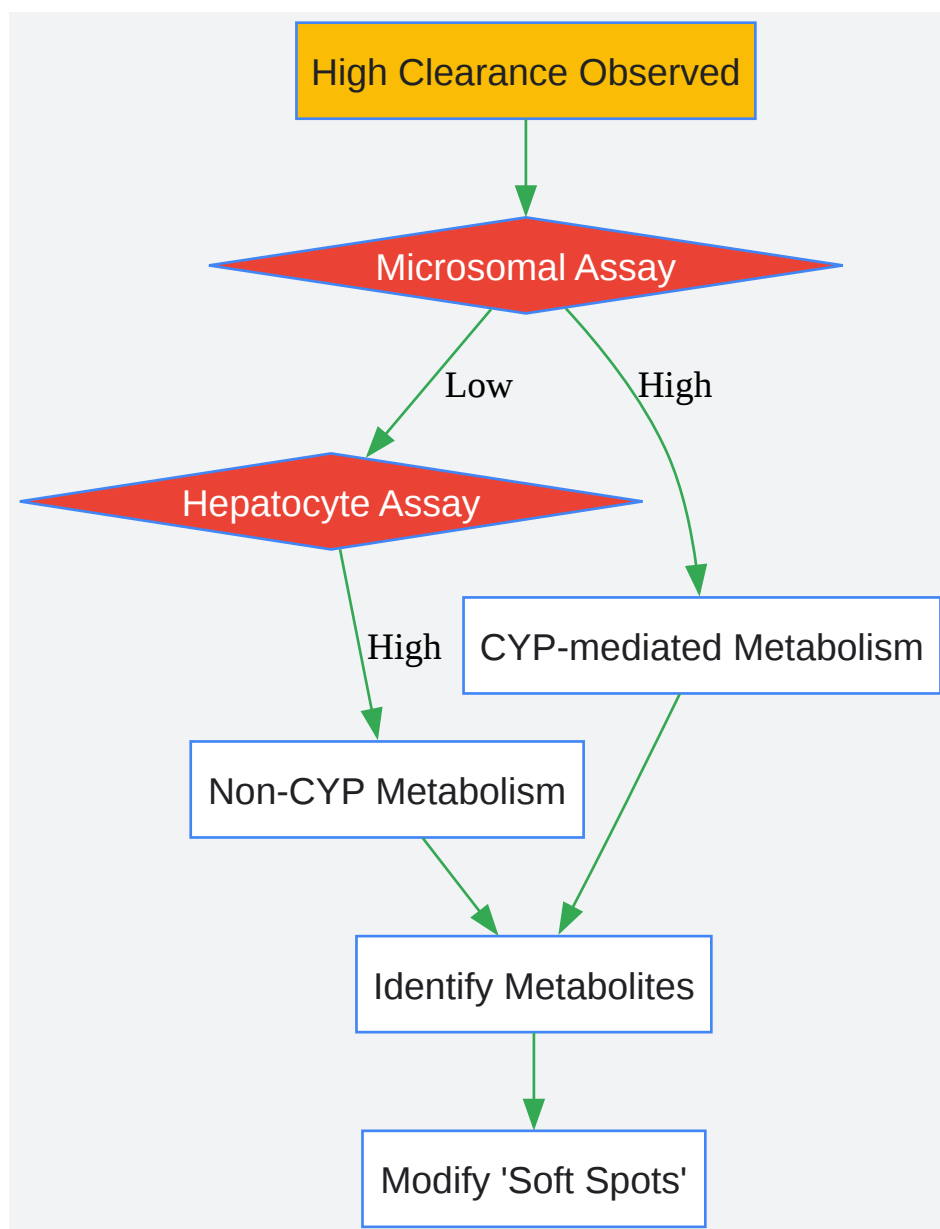 High Clearance Observed
Microsomal Assay
Low
High
Hepatocyte Assay
High
CYP-mediated Metabolism
Non-CYP Metabolism
Identify Metabolites
Modify 'Soft Spots'